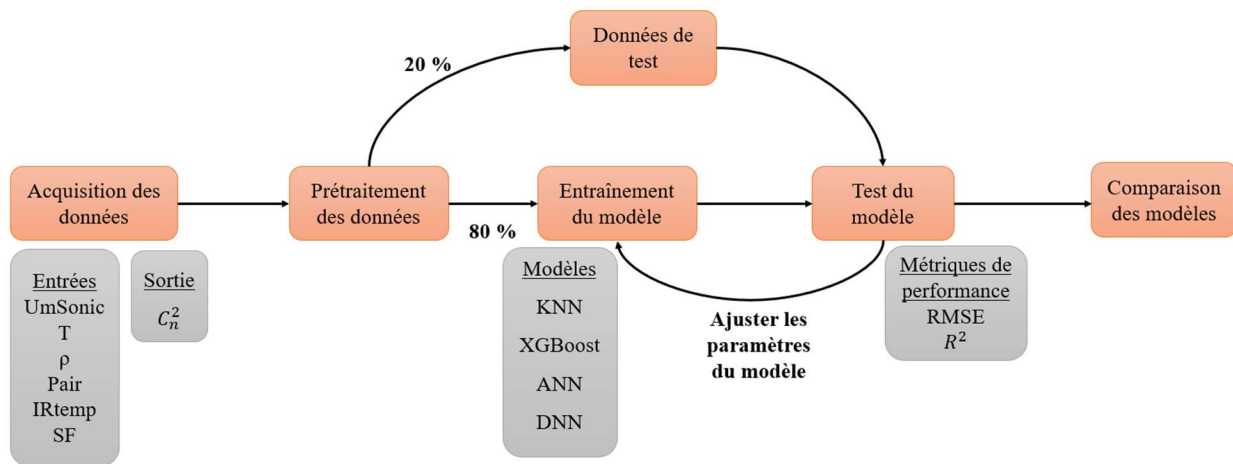 Données de
test
20 %
Acquisition des
données
Prétraitement
des données
80 %
Entraînement
du modèle
Test du
modèle
Comparaison
des modèles
Entrées
UmSonic
T
ρ
Pair
IRtemp
SF
Sortie
C_n^2
Modèles
KNN
XGBoost
ANN
DNN
Ajuster les
paramètres
du modèle
Métriques de
performance
RMSE
R²